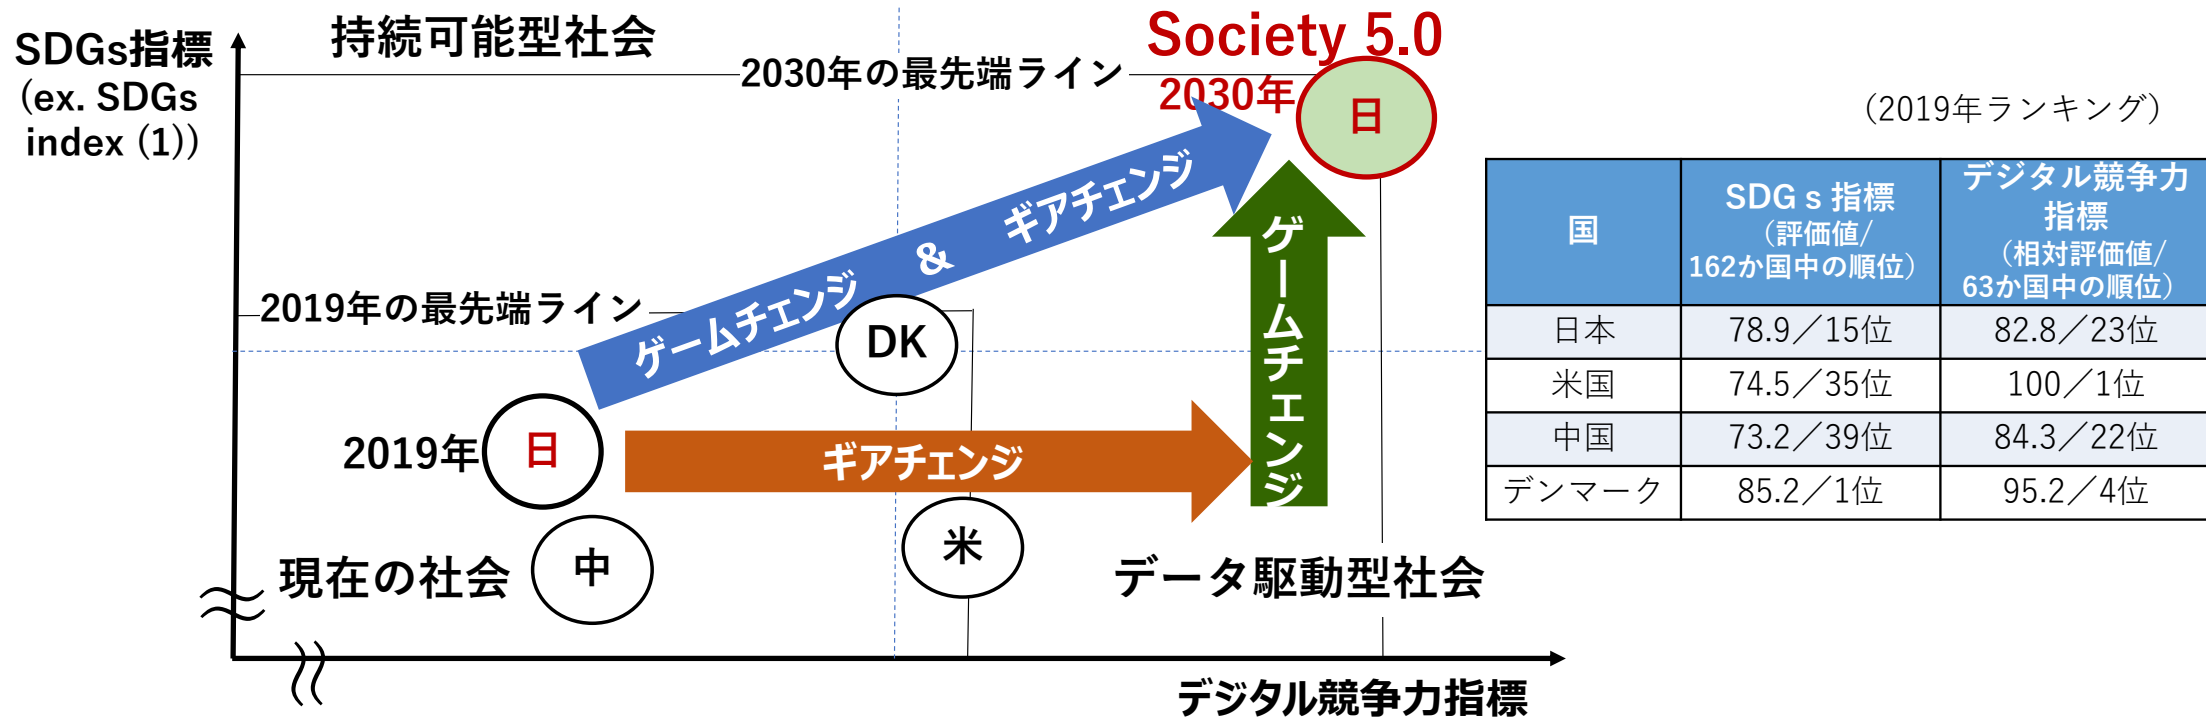 SDGs指標
（ex. SDGs
index (1)）
持続可能型社会
Society 5.0
2030年の最先端ライン
2030年
日
ゲームチェンジ ＆ ギアチェンジ
ゲームチェンジ
2019年の最先端ライン
DK
2019年
日
ギアチェンジ
中
米
現在の社会
データ駆動型社会
デジタル競争力指標
（2019年ランキング）
国
SDGｓ指標
（評価値/
162か国中の順位）
デジタル競争力
指標
（相対評価値/
63か国中の順位）
日本 78.9／15位 82.8／23位
米国 74.5／35位 100／1位
中国 73.2／39位 84.3／22位
デンマーク 85.2／1位 95.2／4位